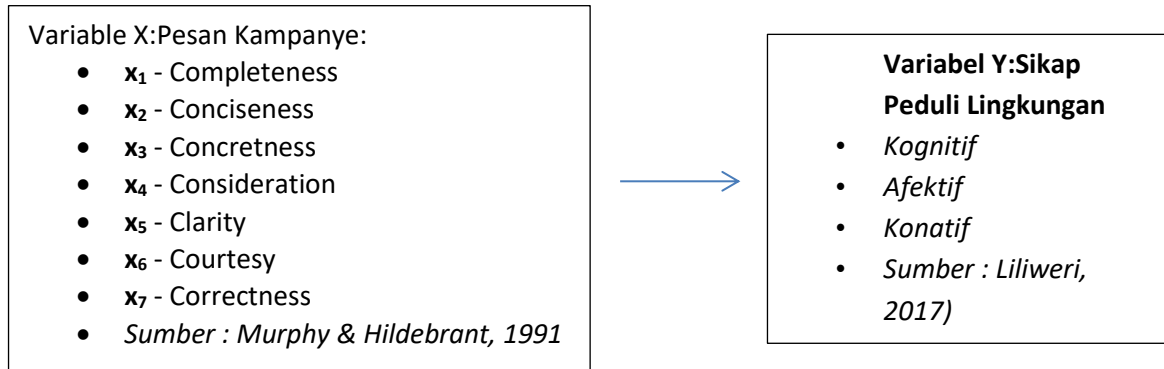 Variable X:Pesan Kampanye:
• x₁ - Completeness
• x₂ - Conciseness
• x₃ - Concretness
• x₄ - Consideration
• x₅ - Clarity
• x₆ - Courtesy
• x₇ - Correctness
• Sumber : Murphy & Hildebrant, 1991
Variabel Y:Sikap
Peduli Lingkungan
• Kognitif
• Afektif
• Konatif
• Sumber : Liliweri,
2017)